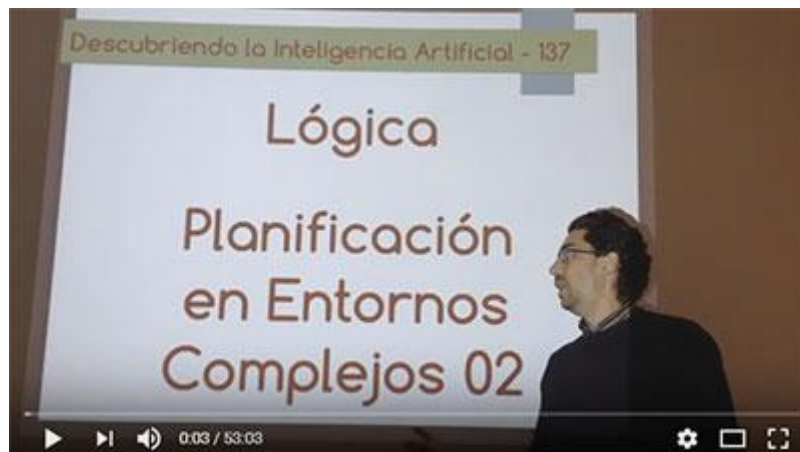 Descubriendo la Inteligencia Artificial - 137
Lógica
Planificación
en Entornos
Complejos 02
0:03 / 53:03